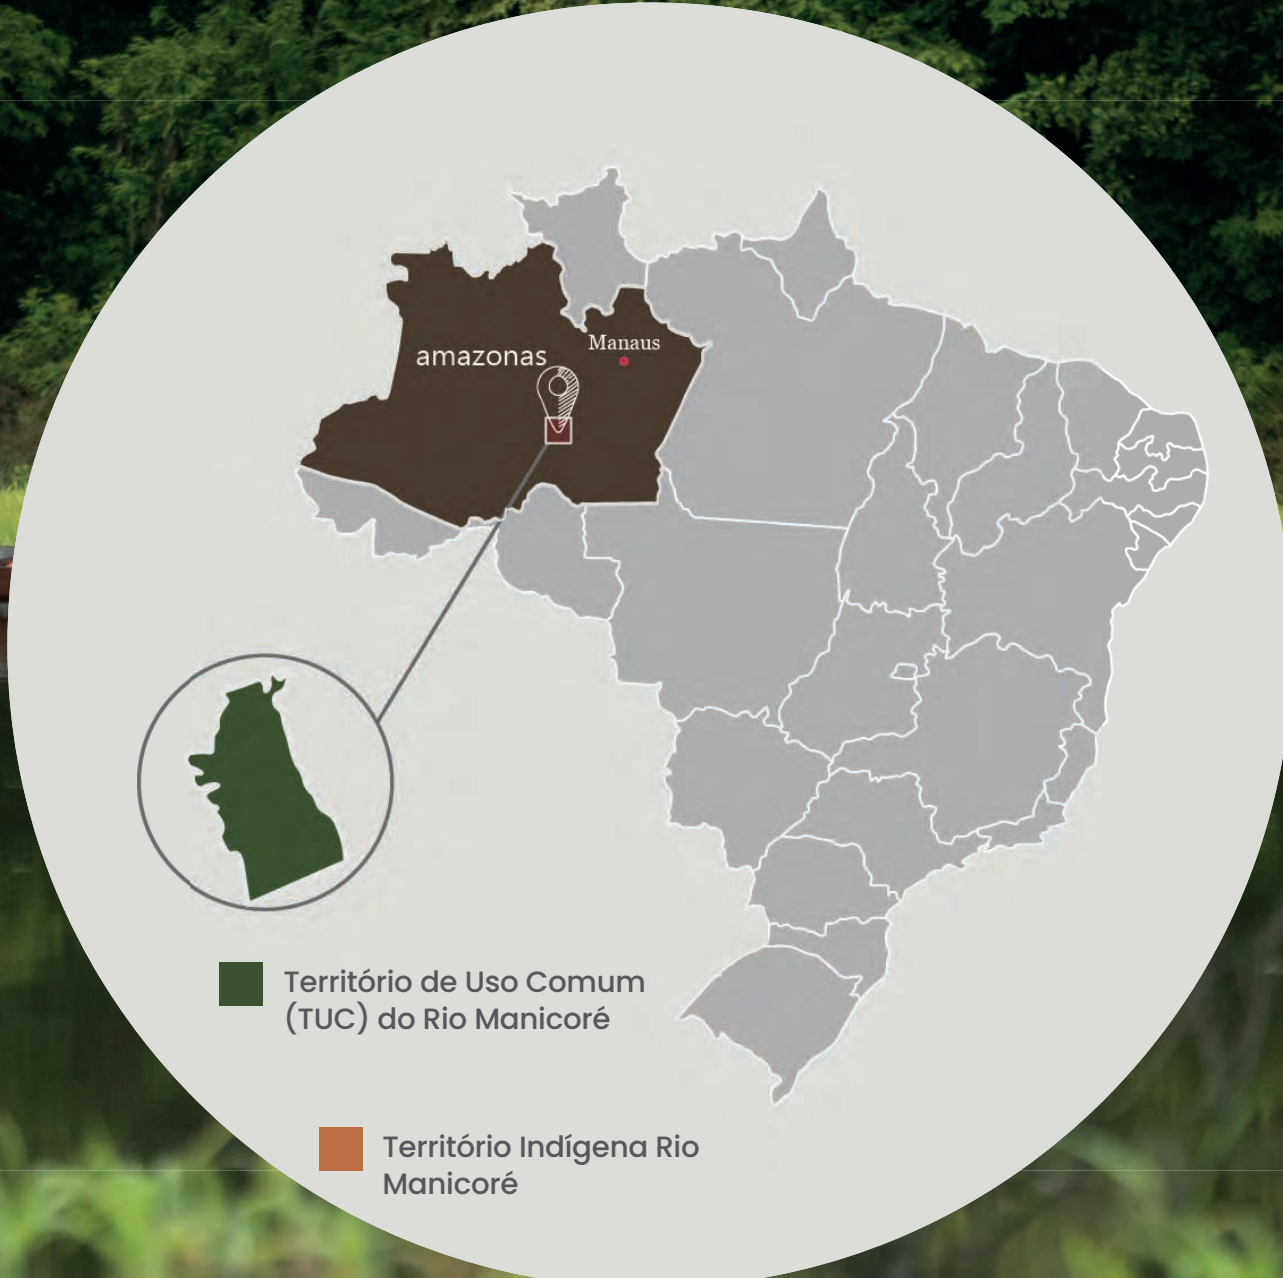 Manaus
amazonas
Território de Uso Comum
(TUC) do Rio Manicoré
Território Indígena Rio
Manicoré